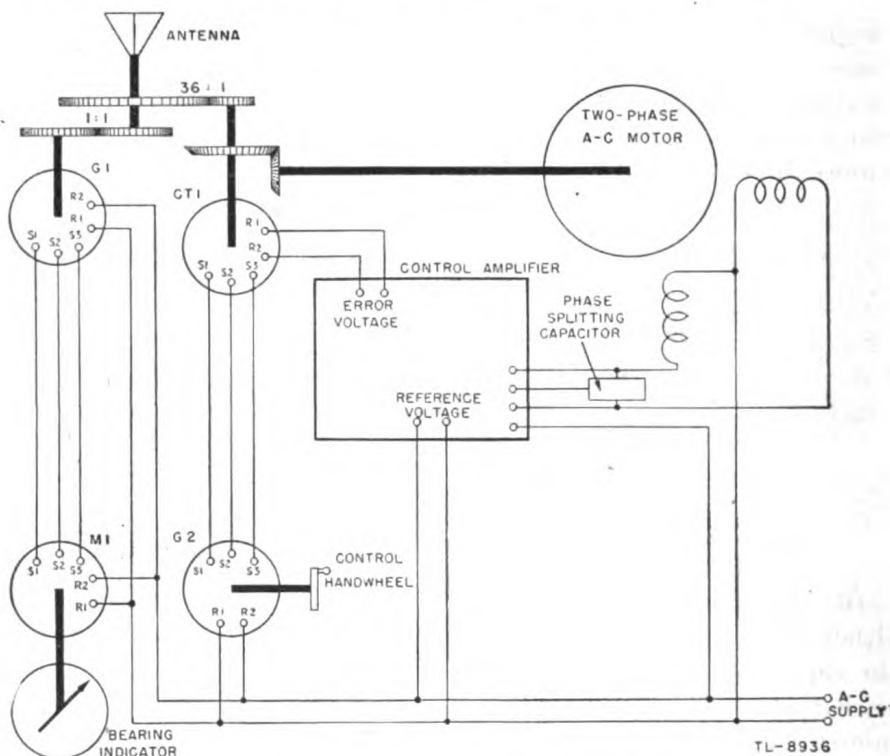 ANTENNA
36:1
1:1
TWO-PHASE
A-C MOTOR
G1
R2
R1
S1 S2 S3
CT1
R1
R2
S1 S2 S3
CONTROL AMPLIFIER
ERROR
VOLTAGE
PHASE
SPLITTING
CAPACITOR
REFERENCE
VOLTAGE
M1
S1 S2 S3
R2
R1
G2
S1 S2 S3
R1 R2
CONTROL
HANDWHEEL
BEARING
INDICATOR
A-C
SUPPLY
TL-8936